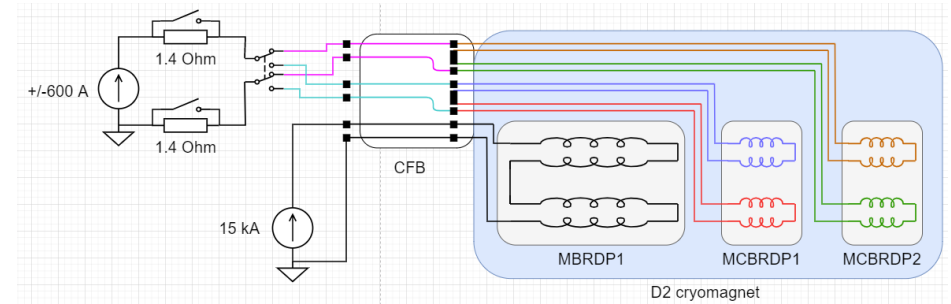 1.4 Ohm
+/-600 A
1.4 Ohm
CFB
15 kA
MBRDP1
MCBRDP1
MCBRDP2
D2 cryomagnet